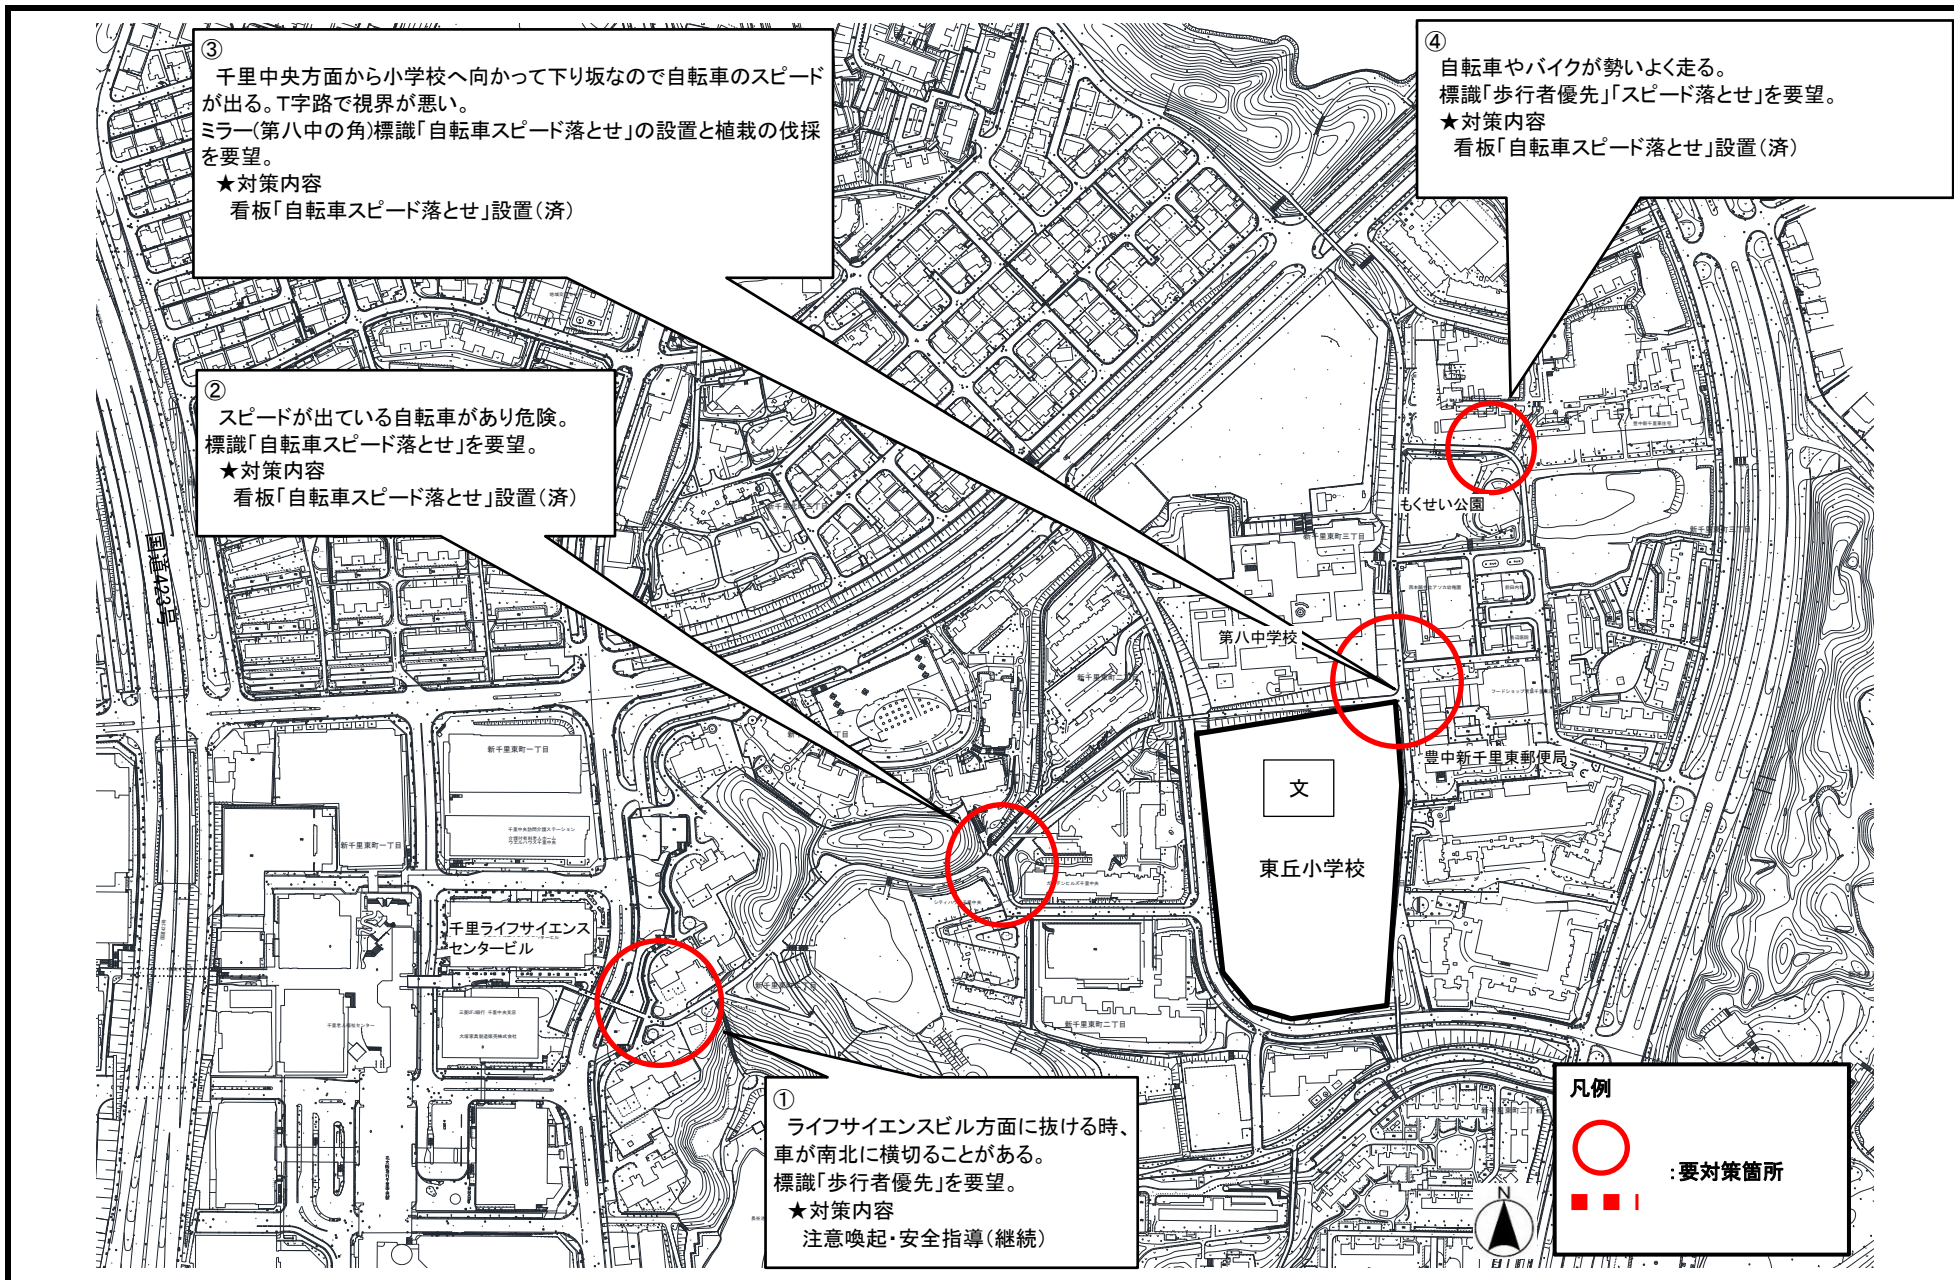 ③
千里中央方面から小学校へ向かって下り坂なので自転車のスピード
が出る。T字路で視界が悪い。
ミラー(第八中の角)標識「自転車スピード落とせ」の設置と植栽の伐採
を要望。
★対策内容
看板「自転車スピード落とせ」設置(済)
④
自転車やバイクが勢いよく走る。
標識「歩行者優先」「スピード落とせ」を要望。
★対策内容
看板「自転車スピード落とせ」設置(済)
②
スピードが出ている自転車があり危険。
標識「自転車スピード落とせ」を要望。
★対策内容
看板「自転車スピード落とせ」設置(済)
国道423号
もくせい公園
新千里東町三丁目
新千里東町三丁目
第八中学校
新千里東町二丁目
豊中新千里東郵便局
新千里東町一丁目
新千里東町一丁目
文
東丘小学校
千里ライフサイエンス
センタービル
新千里東町二丁目
①
ライフサイエンスビル方面に抜ける時、
車が南北に横切ることがある。
標識「歩行者優先」を要望。
★対策内容
注意喚起・安全指導(継続)
凡例
:要対策箇所
N